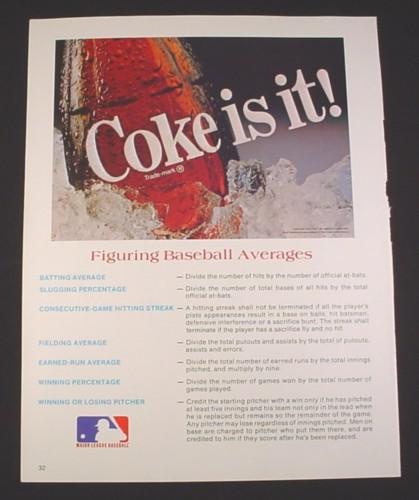 Coke is it!
Trade-mark ®
Figuring Baseball Averages
BATTING AVERAGE — Divide the number of hits by the number of official at-bats.
SLUGGING PERCENTAGE — Divide the number of total bases of all hits by the total
official at-bats.
CONSECUTIVE-GAME HITTING STREAK — A hitting streak shall not be terminated if all the player's
plate appearances result in a base on balls, hit batsman,
defensive interference or a sacrifice bunt. The streak shall
terminate if the player has a sacrifice fly and no hit.
FIELDING AVERAGE — Divide the total putouts and assists by the total of putouts,
assists and errors.
EARNED-RUN AVERAGE — Divide the total number of earned runs by the total innings
pitched, and multiply by nine.
WINNING PERCENTAGE — Divide the number of games won by the total number of
games played.
WINNING OR LOSING PITCHER — Credit the starting pitcher with a win only if he has pitched
at least five innings and his team not only in the lead when
he is replaced but remains so the remainder of the game.
Any pitcher may lose regardless of innings pitched. Men on
base are charged to pitcher who put them there, and are
credited to him if they score after he's been replaced.
MAJOR LEAGUE BASEBALL
32